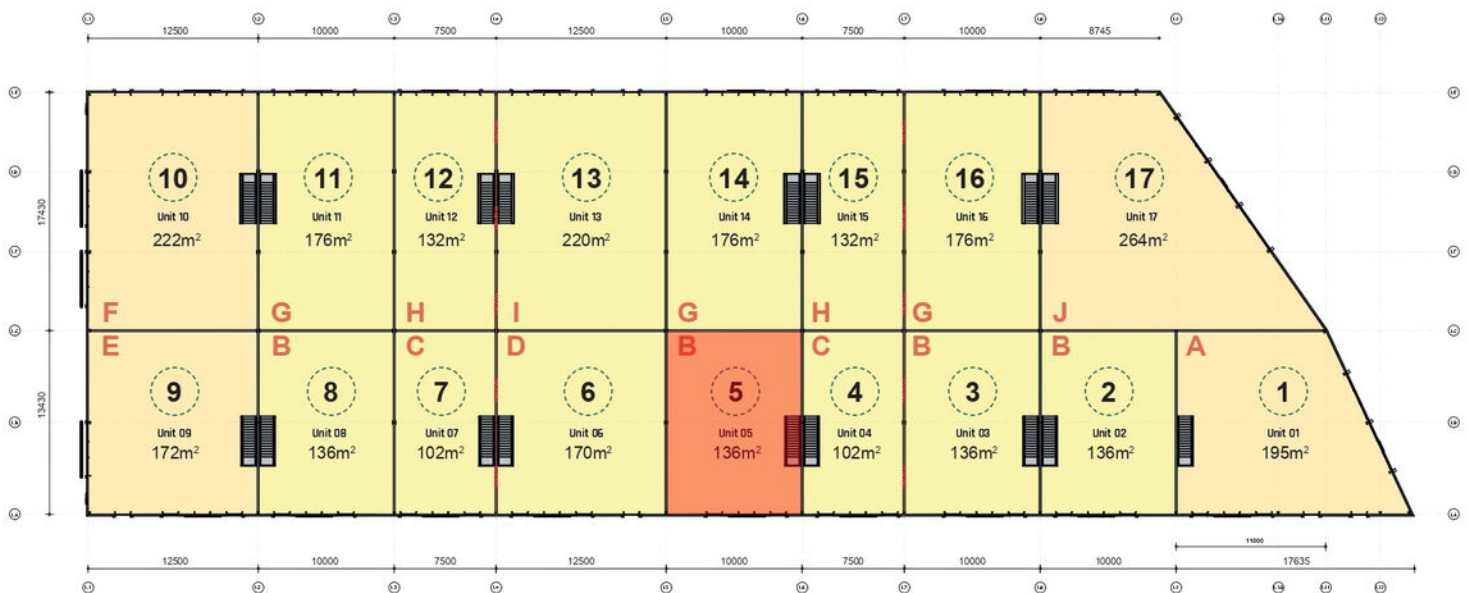 12500 10000 7500 12500 10000 7500 10000 8745
17430
13430
10 11 12 13 14 15 16 17
Unit 10 Unit 11 Unit 12 Unit 13 Unit 14 Unit 15 Unit 16 Unit 17
222m² 176m² 132m² 220m² 176m² 132m² 176m² 264m²
F G H I G H G J
E B C D B C B B A
9 8 7 6 5 4 3 2 1
Unit 09 Unit 08 Unit 07 Unit 06 Unit 05 Unit 04 Unit 03 Unit 02 Unit 01
172m² 136m² 102m² 170m² 136m² 102m² 136m² 136m² 195m²
11000
12500 10000 7500 12500 10000 7500 10000 10000 17635